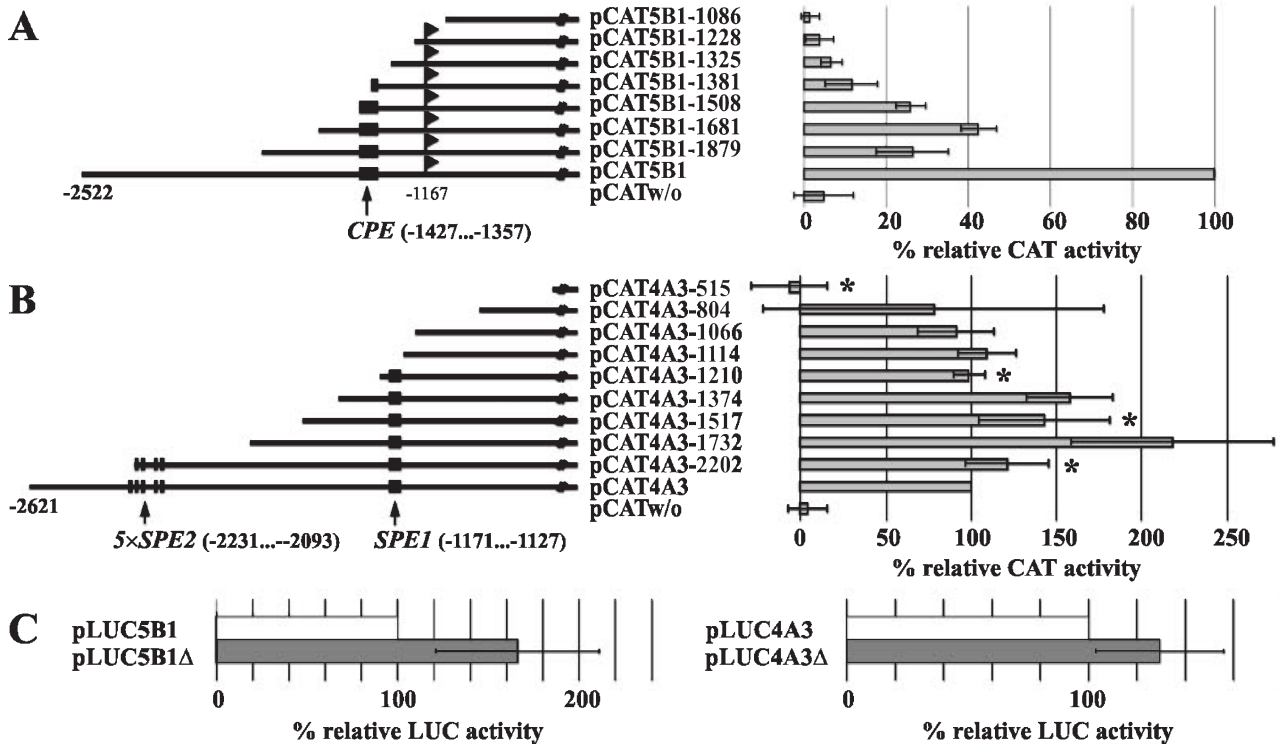 A
pCAT5B1-1086
pCAT5B1-1228
pCAT5B1-1325
pCAT5B1-1381
pCAT5B1-1508
pCAT5B1-1681
pCAT5B1-1879
pCAT5B1
pCATw/o
-2522
-1167
CPE (-1427...-1357)
0 20 40 60 80 100
% relative CAT activity
B
pCAT4A3-515
pCAT4A3-804
pCAT4A3-1066
pCAT4A3-1114
pCAT4A3-1210
pCAT4A3-1374
pCAT4A3-1517
pCAT4A3-1732
pCAT4A3-2202
pCAT4A3
pCATw/o
* 
*
*
*
-2621
5×SPE2 (-2231...--2093)
SPE1 (-1171...-1127)
0 50 100 150 200 250
% relative CAT activity
C
pLUC5B1
pLUC5B1Δ
0 100 200
% relative LUC activity
pLUC4A3
pLUC4A3Δ
0 100
% relative LUC activity